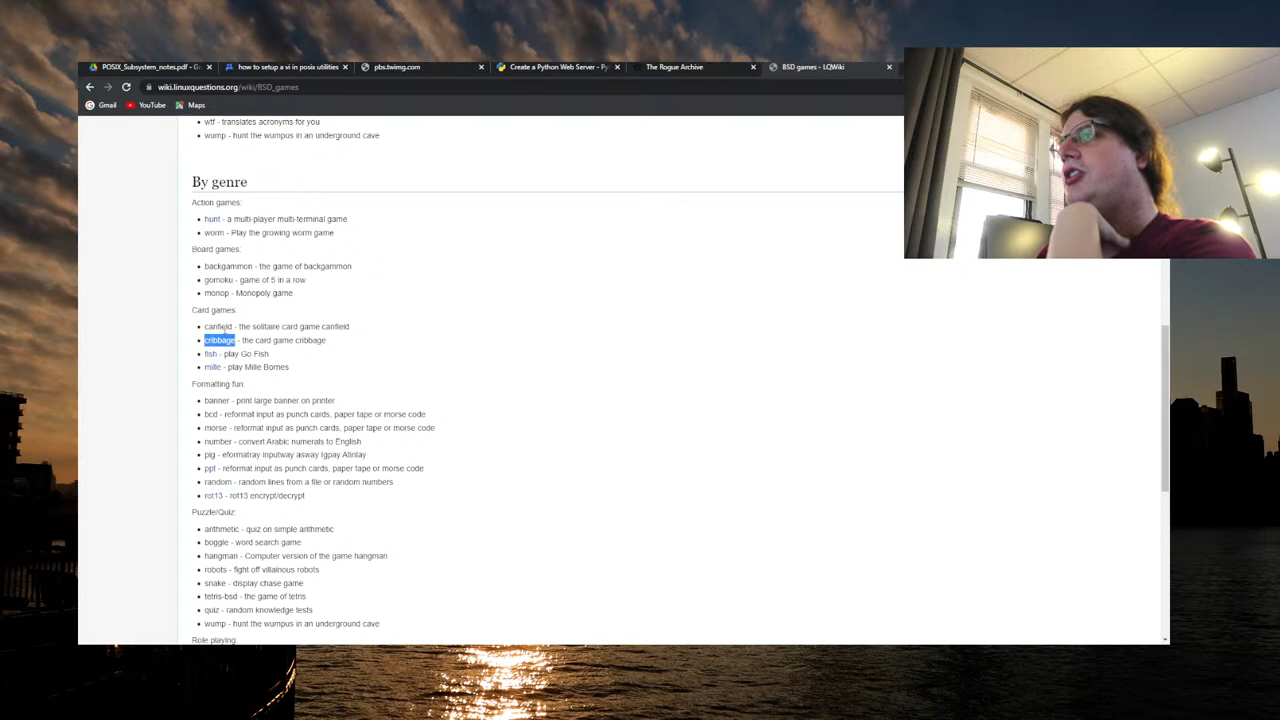 POSIX_Subsystem_notes.pdf - G
how to setup a vi in posix utilities
pbs.twimg.com
Create a Python Web Server - Py
The Rogue Archive
BSD games - LQWiki
wiki.linuxquestions.org/wiki/BSD_games
Gmail
YouTube
Maps
wtf - translates acronyms for you
wump - hunt the wumpus in an underground cave
By genre
Action games:
hunt - a multi-player multi-terminal game
worm - Play the growing worm game
Board games:
backgammon - the game of backgammon
gomoku - game of 5 in a row
monop - Monopoly game
Card games:
canfield - the solitaire card game canfield
cribbage - the card game cribbage
fish - play Go Fish
mille - play Mille Bornes
Formatting fun:
banner - print large banner on printer
bcd - reformat input as punch cards, paper tape or morse code
morse - reformat input as punch cards, paper tape or morse code
number - convert Arabic numerals to English
pig - eformatray inputway asway Igpay Atinlay
ppt - reformat input as punch cards, paper tape or morse code
random - random lines from a file or random numbers
rot13 - rot13 encrypt/decrypt
Puzzle/Quiz:
arithmetic - quiz on simple arithmetic
boggle - word search game
hangman - Computer version of the game hangman
robots - fight off villainous robots
snake - display chase game
tetris-bsd - the game of tetris
quiz - random knowledge tests
wump - hunt the wumpus in an underground cave
Role playing: